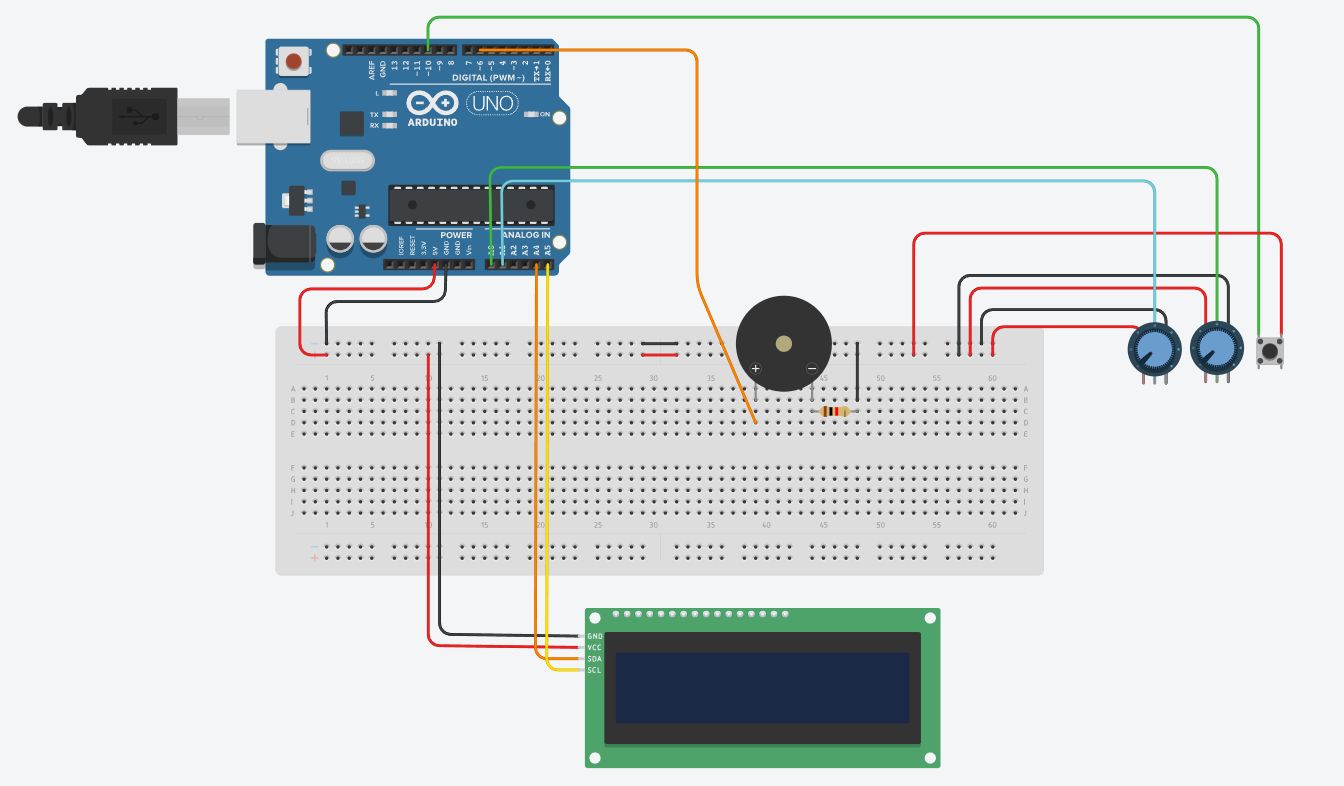 AREF
GND
13
12
~11
~10
~9
8
7
~6
~5
4
~3
2
TX→1
RX←0
DIGITAL (PWM~)
L
TX
RX
ARDUINO
UNO
ON
POWER
ANALOG IN
IOREF
RESET
3.3V
5V
GND
GND
Vin
A0
A1
A2
A3
A4
A5
1 5 10 15 20 25 30 35 45 50 55 60
A A
B B
C C
D D
E E
F F
G G
H H
I I
J J
1 5 10 15 20 25 30 35 40 45 50 55 60
GND
VCC
SDA
SCL